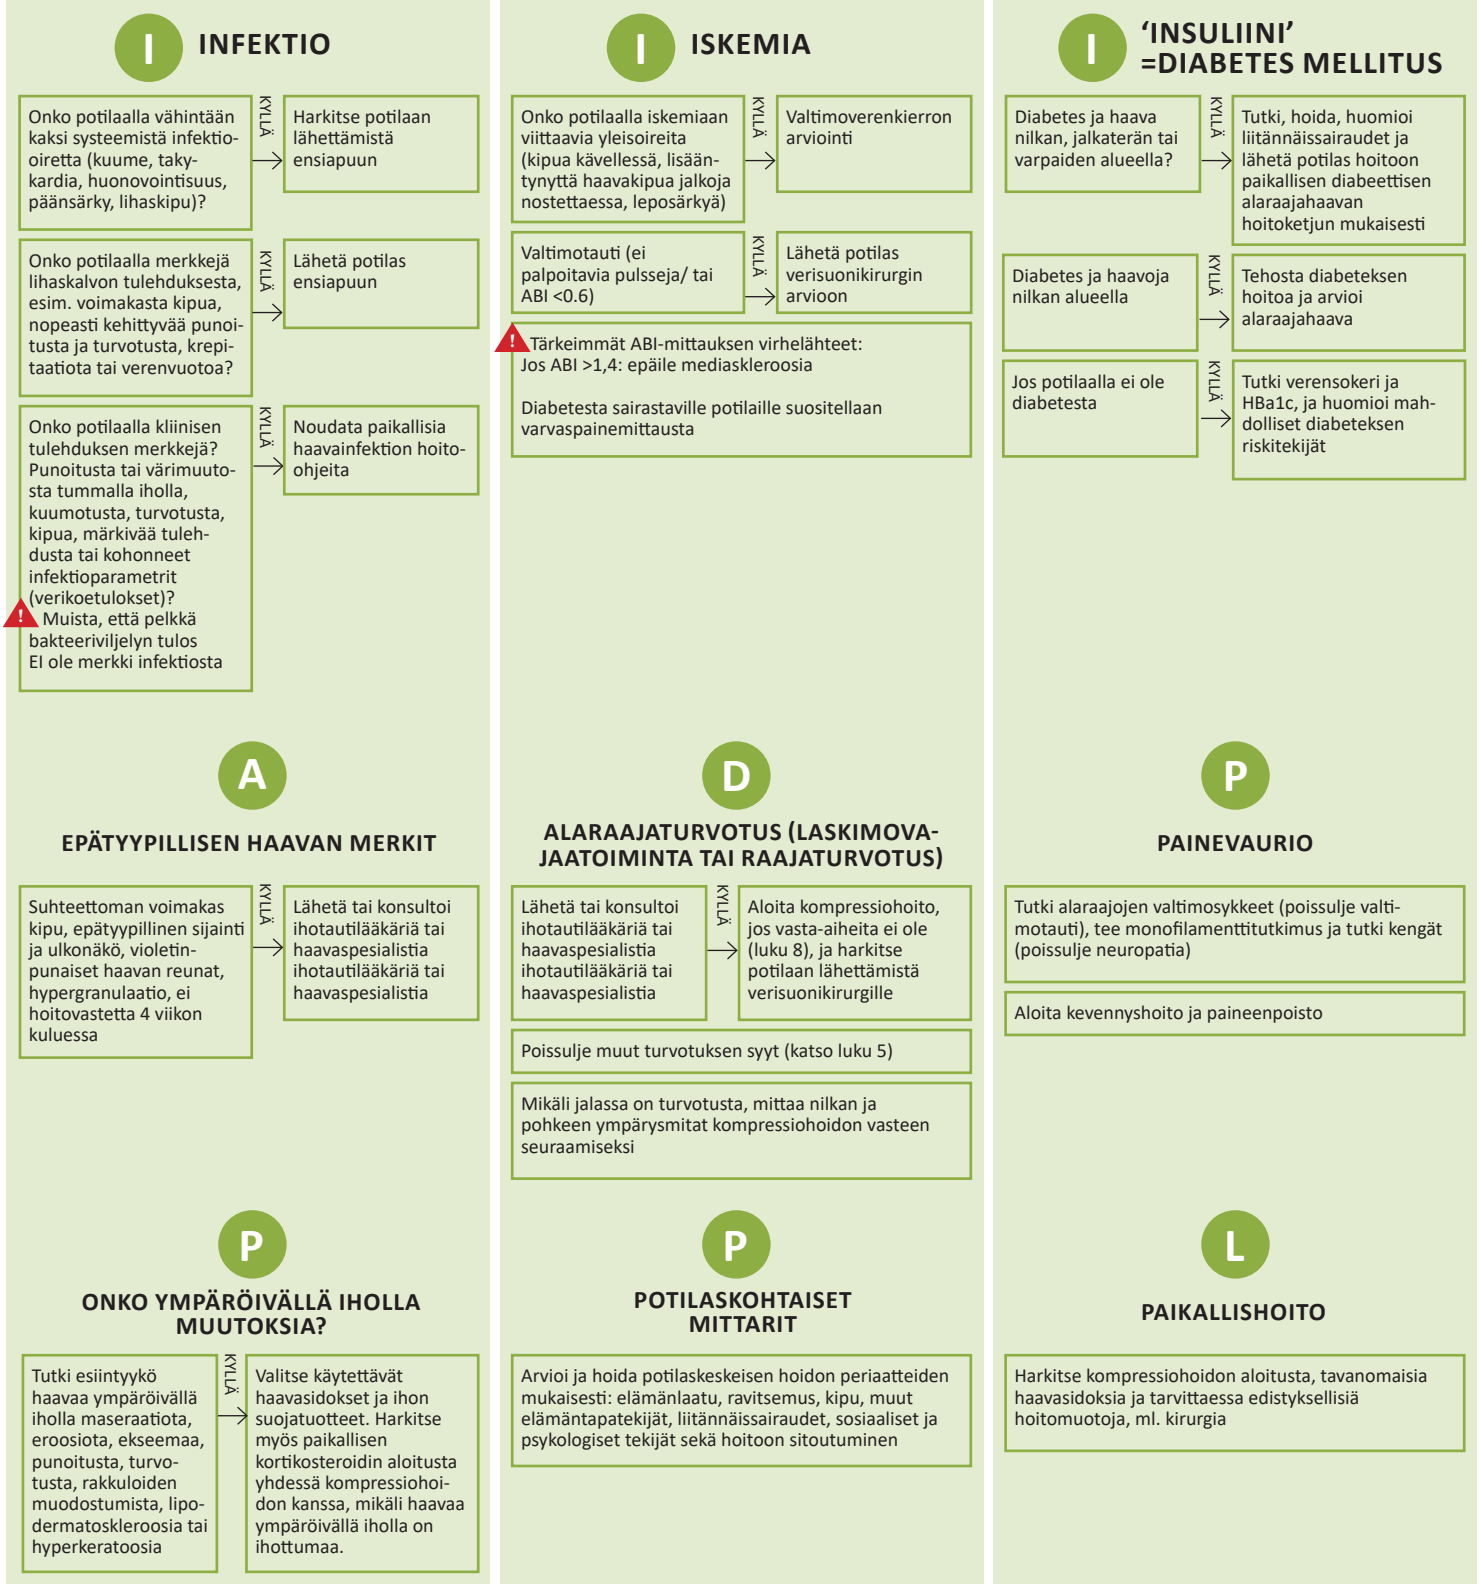 I
INFEKTIO
Onko potilaalla vähintään
kaksi systeemistä infektio-
oiretta (kuume, taky-
kardia, huonovointisuus,
päänsärky, lihaskipu)?
KYLLÄ
Harkitse potilaan
lähettämistä
ensiapuun
Onko potilaalla merkkejä
lihaskalvon tulehduksesta,
esim. voimakasta kipua,
nopeasti kehittyvää punoi-
tusta ja turvotusta, krepi-
taatiota tai verenvuotoa?
KYLLÄ
Lähetä potilas
ensiapuun
Onko potilaalla kliinisen
tulehduksen merkkejä?
Punoitusta tai värimuuto-
sta tummalla iholla,
kuumotusta, turvotusta,
kipua, märkivää tuleh-
dusta tai kohonneet
infektioparametrit
(verikoetulokset)?
! Muista, että pelkkä
bakteeriviljelyn tulos
EI ole merkki infektiosta
KYLLÄ
Noudata paikallisia
haavainfektion hoito-
ohjeita
I
ISKEMIA
Onko potilaalla iskemiaan
viittaavia yleisoireita
(kipua kävellessä, lisään-
tynyttä haavakipua jalkoja
nostettaessa, leposärkyä)
KYLLÄ
Valtimoverenkierron
arviointi
Valtimotauti (ei
palpoitavia pulsseja/ tai
ABI <0.6)
KYLLÄ
Lähetä potilas
verisuonikirurgin
arvioon
! Tärkeimmät ABI-mittauksen virhelähteet:
Jos ABI >1,4: epäile mediaskleroosia
Diabetesta sairastaville potilaille suositellaan
varvaspainemittausta
I
‘INSULIINI’
=DIABETES MELLITUS
Diabetes ja haava
nilkan, jalkaterän tai
varpaiden alueella?
KYLLÄ
Tutki, hoida, huomioi
liitännäissairaudet ja
lähetä potilas hoitoon
paikallisen diabeettisen
alaraajahaavan
hoitoketjun mukaisesti
Diabetes ja haavoja
nilkan alueella
KYLLÄ
Tehosta diabeteksen
hoitoa ja arvioi
alaraajahaava
Jos potilaalla ei ole
diabetesta
KYLLÄ
Tutki verensokeri ja
HBa1c, ja huomioi mah-
dolliset diabeteksen
riskitekijät
A
EPÄTYYPILLISEN HAAVAN MERKIT
Suhteettoman voimakas
kipu, epätyypillinen sijainti
ja ulkonäkö, violetin-
punaiset haavan reunat,
hypergranulaatio, ei
hoitovastetta 4 viikon
kuluessa
KYLLÄ
Lähetä tai konsultoi
ihotautilääkäriä tai
haavaspesialistia
ihotautilääkäriä tai
haavaspesialistia
D
ALARAAJATURVOTUS (LASKIMOVA-
JAATOIMINTA TAI RAAJATURVOTUS)
Lähetä tai konsultoi
ihotautilääkäriä tai
haavaspesialistia
ihotautilääkäriä tai
haavaspesialistia
KYLLÄ
Aloita kompressiohoito,
jos vasta-aiheita ei ole
(luku 8), ja harkitse
potilaan lähettämistä
verisuonikirurgille
Poissulje muut turvotuksen syyt (katso luku 5)
Mikäli jalassa on turvotusta, mittaa nilkan ja
pohkeen ympärysmitat kompressiohoidon vasteen
seuraamiseksi
P
PAINEVAURIO
Tutki alaraajojen valtimosykkeet (poissulje valti-
motauti), tee monofilamenttitutkimus ja tutki kengät
(poissulje neuropatia)
Aloita kevennyshoito ja paineenpoisto
P
ONKO YMPÄRÖIVÄLLÄ IHOLLA
MUUTOKSIA?
Tutki esiintyykö
haavaa ympäröivällä
iholla maseraatiota,
eroosiota, ekseemaa,
punoitusta, turvo-
tusta, rakkuloiden
muodostumista, lipo-
dermatoskleroosia tai
hyperkeratoosia
KYLLÄ
Valitse käytettävät
haavasidokset ja ihon
suojatuotteet. Harkitse
myös paikallisen
kortikosteroidin aloitusta
yhdessä kompressiohoi-
don kanssa, mikäli haavaa
ympäröivällä iholla on
ihottumaa.
P
POTILASKOHTAISET
MITTARIT
Arvioi ja hoida potilaskeskeisen hoidon periaatteiden
mukaisesti: elämänlaatu, ravitsemus, kipu, muut
elämäntapatekijät, liitännäissairaudet, sosiaaliset ja
psykologiset tekijät sekä hoitoon sitoutuminen
L
PAIKALLISHOITO
Harkitse kompressiohoidon aloitusta, tavanomaisia
haavasidoksia ja tarvittaessa edistyksellisiä
hoitomuotoja, ml. kirurgia